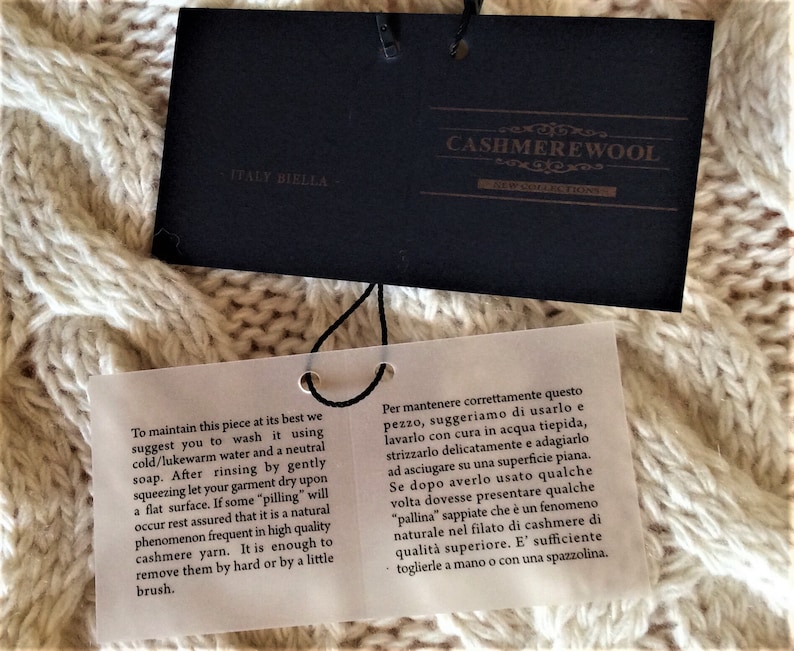 - ITALY BIELLA -
CASHMEREWOOL
NEW COLLECTIONS
To maintain this piece at its best we
suggest you to wash it using
cold/lukewarm water and a neutral
soap. After rinsing by gently
squeezing let your garment dry upon
a flat surface. If some “pilling” will
occur rest assured that it is a natural
phenomenon frequent in high quality
cashmere yarn. It is enough to
remove them by hard or by a little
brush.
Per mantenere correttamente questo
pezzo, suggeriamo di usarlo e
lavarlo con cura in acqua tiepida,
strizzarlo delicatamente e adagiarlo
ad asciugare su una superficie piana.
Se dopo averlo usato qualche
volta dovesse presentare qualche
“pallina” sappiate che è un fenomeno
naturale nel filato di cashmere di
qualità superiore. E’ sufficiente
toglierle a mano o con una spazzolina.